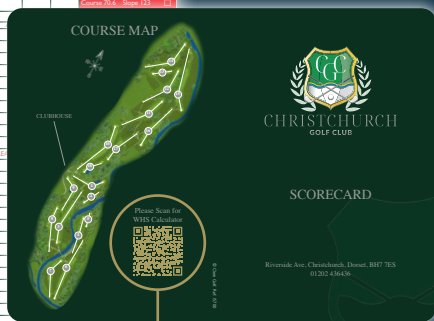 Course 70.6 Slope 123
COURSE MAP
CLUBHOUSE
Please Scan for
WHS Calculator
CGC
CHRISTCHURCH
GOLF CLUB
SCORECARD
Riverside Ave, Christchurch, Dorset, BH7 7ES
01202 436436